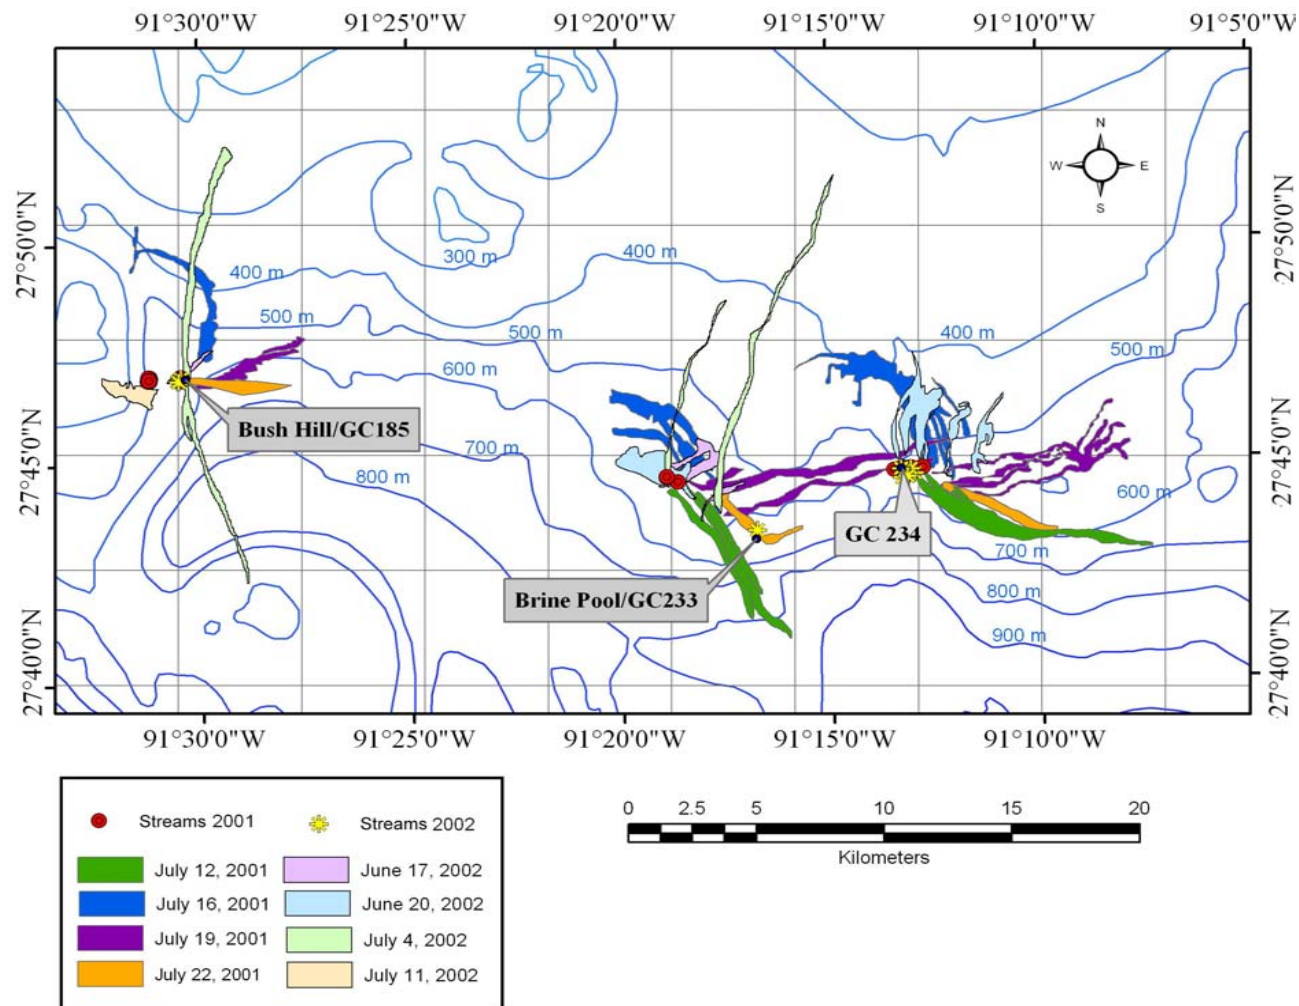 91°30'0"W 91°25'0"W 91°20'0"W 91°15'0"W 91°10'0"W 91°5'0"W
N
W E
S
27°50'0"N
27°50'0"N
300 m
400 m
400 m
500 m
500 m
400 m
500 m
600 m
Bush Hill/GC185
700 m
800 m
27°45'0"N
27°45'0"N
600 m
GC 234
700 m
Brine Pool/GC233
800 m
900 m
27°40'0"N
27°40'0"N
91°30'0"W 91°25'0"W 91°20'0"W 91°15'0"W 91°10'0"W
Streams 2001 Streams 2002
July 12, 2001 June 17, 2002
July 16, 2001 June 20, 2002
July 19, 2001 July 4, 2002
July 22, 2001 July 11, 2002
0 2.5 5 10 15 20
Kilometers